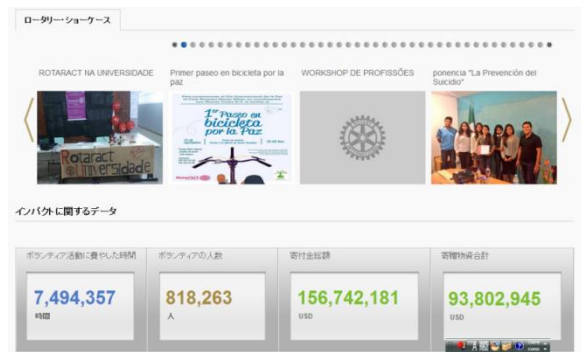 ロータリー・ショーケース
ROTARACT NA UNIVERSIDADE
Primer paseo en bicicleta por la
paz
WORKSHOP DE PROFISSÕES
ponencia "La Prevención del
Suicidio"
Rotaract
@ Universidade
1er Paseo en
bicicleta
por la Paz
インパクトに関するデータ
ボランティア活動に費やした時間
ボランティアの人数
寄付金総額
寄贈物資合計
7,494,357
時間
818,263
人
156,742,181
USD
93,802,945
USD